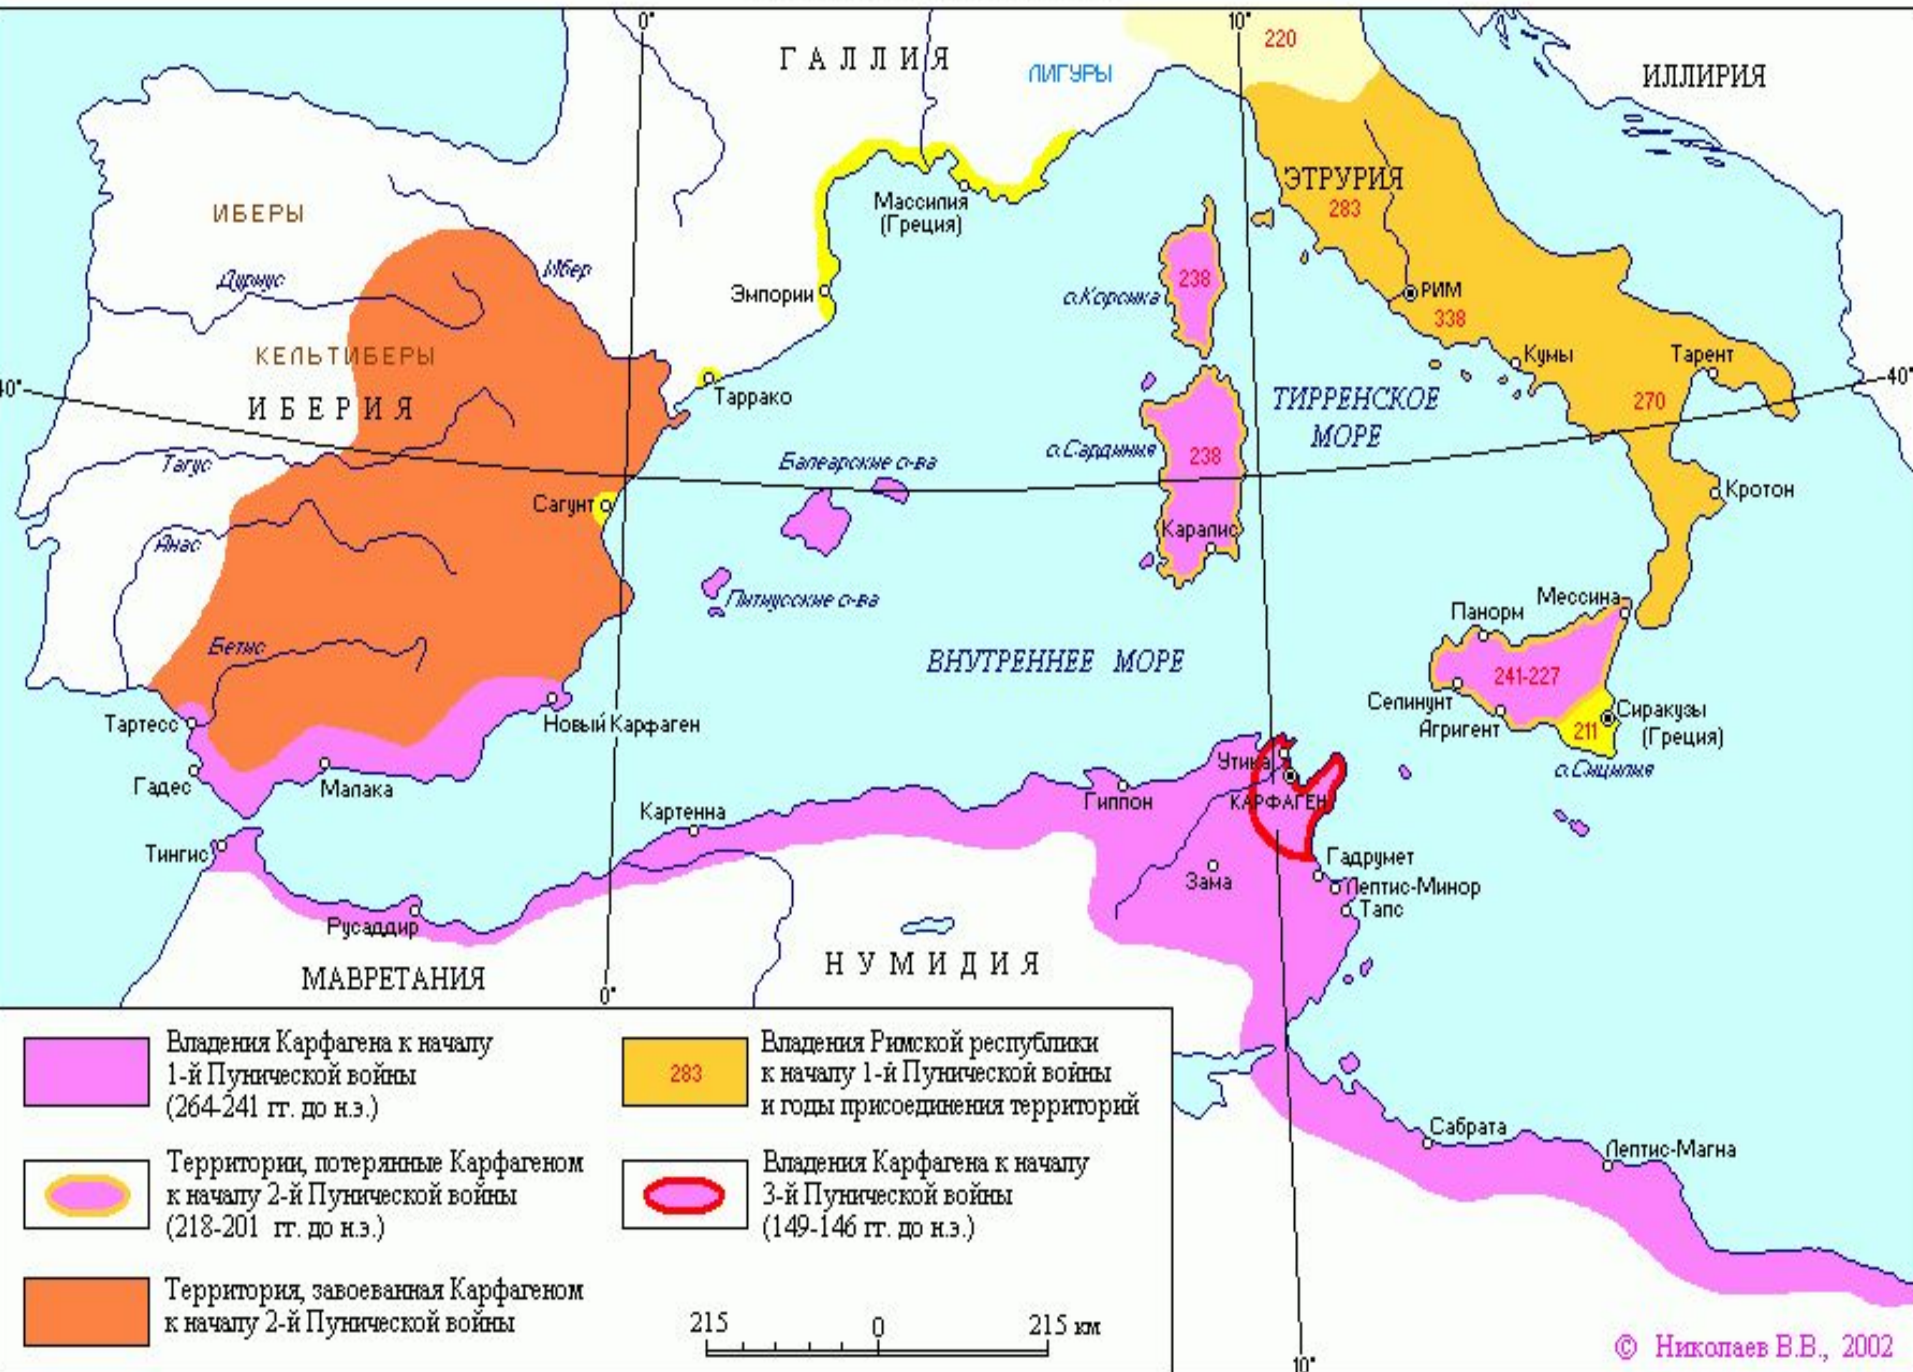 0°
10°
220
ГАЛЛИЯ
ЛИГУРЫ
ИЛЛИРИЯ
ИБЕРЫ
Массилия
(Греция)
ЭТРУРИЯ
283
Дуриус
Ибер
Эмпории
о.Корсика
238
РИМ
338
КЕЛЬТИБЕРЫ
Кумы
Тарент
40°
40°
ИБЕРИЯ
Таррако
ТИРРЕНСКОЕ
МОРЕ
270
Тагус
Балеарские о-ва
о.Сардиния
238
Сагунт
Кротон
Анас
Каралис
Питиусские о-ва
Мессина
Панорм
Бетис
ВНУТРЕННЕЕ МОРЕ
241-227
Селинунт
Агригент
211
Сиракузы
(Греция)
о.Сицилия
Тартесс
Новый Карфаген
Гадес
Малака
Утика
КАРФАГЕН
Гиппон
Картенна
Тингис
Гадрумет
Зама
Лептис-Минор
Тапс
Русаддир
МАВРЕТАНИЯ
НУМИДИЯ
0°
Владения Карфагена к началу
1-й Пунической войны
(264-241 гг. до н.э.)
283
Владения Римской республики
к началу 1-й Пунической войны
и годы присоединения территорий
Сабрата
Лептис-Магна
Территории, потерянные Карфагеном
к началу 2-й Пунической войны
(218-201 гг. до н.э.)
Владения Карфагена к началу
3-й Пунической войны
(149-146 гг. до н.э.)
Территория, завоеванная Карфагеном
к началу 2-й Пунической войны
215 0 215 км
10°
© Николаев В.В., 2002